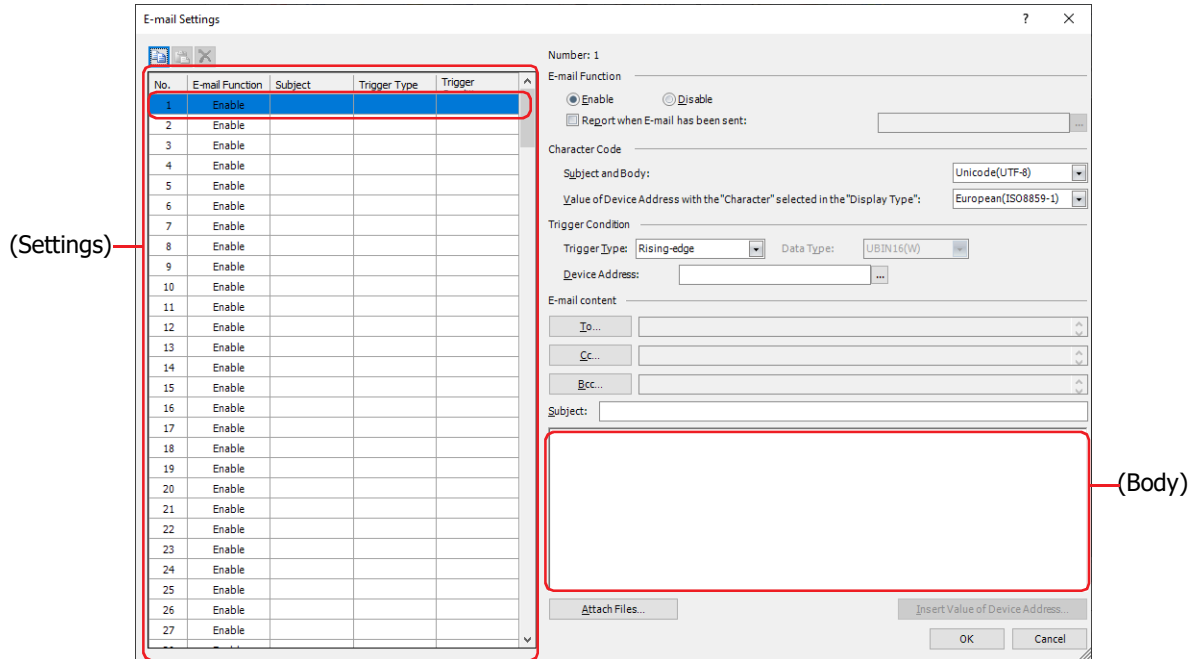 E-mail Settings
?
Number: 1
E-mail Function
Enable
Disable
Report when E-mail has been sent:
...
Character Code
Subject and Body:
Unicode(UTF-8)
Value of Device Address with the "Character" selected in the "Display Type":
European(ISO8859-1)
Trigger Condition
Trigger Type:
Rising-edge
Data Type:
UBIN16(W)
Device Address:
...
E-mail content
To...
Cc...
Bcc...
Subject:
Attach Files...
Insert Value of Device Address...
OK
Cancel
No. E-mail Function Subject Trigger Type Trigger
1 Enable
2 Enable
3 Enable
4 Enable
5 Enable
6 Enable
7 Enable
8 Enable
9 Enable
10 Enable
11 Enable
12 Enable
13 Enable
14 Enable
15 Enable
16 Enable
17 Enable
18 Enable
19 Enable
20 Enable
21 Enable
22 Enable
23 Enable
24 Enable
25 Enable
26 Enable
27 Enable
(Settings)
(Body)